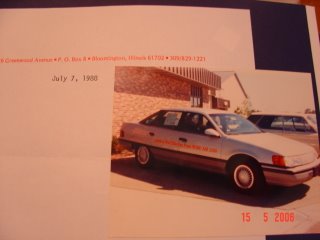 Greenwood Avenue • P. O. Box 8 • Bloomington, Illinois 61702 • 309/829-1221
July 7, 1988
15 5 2006